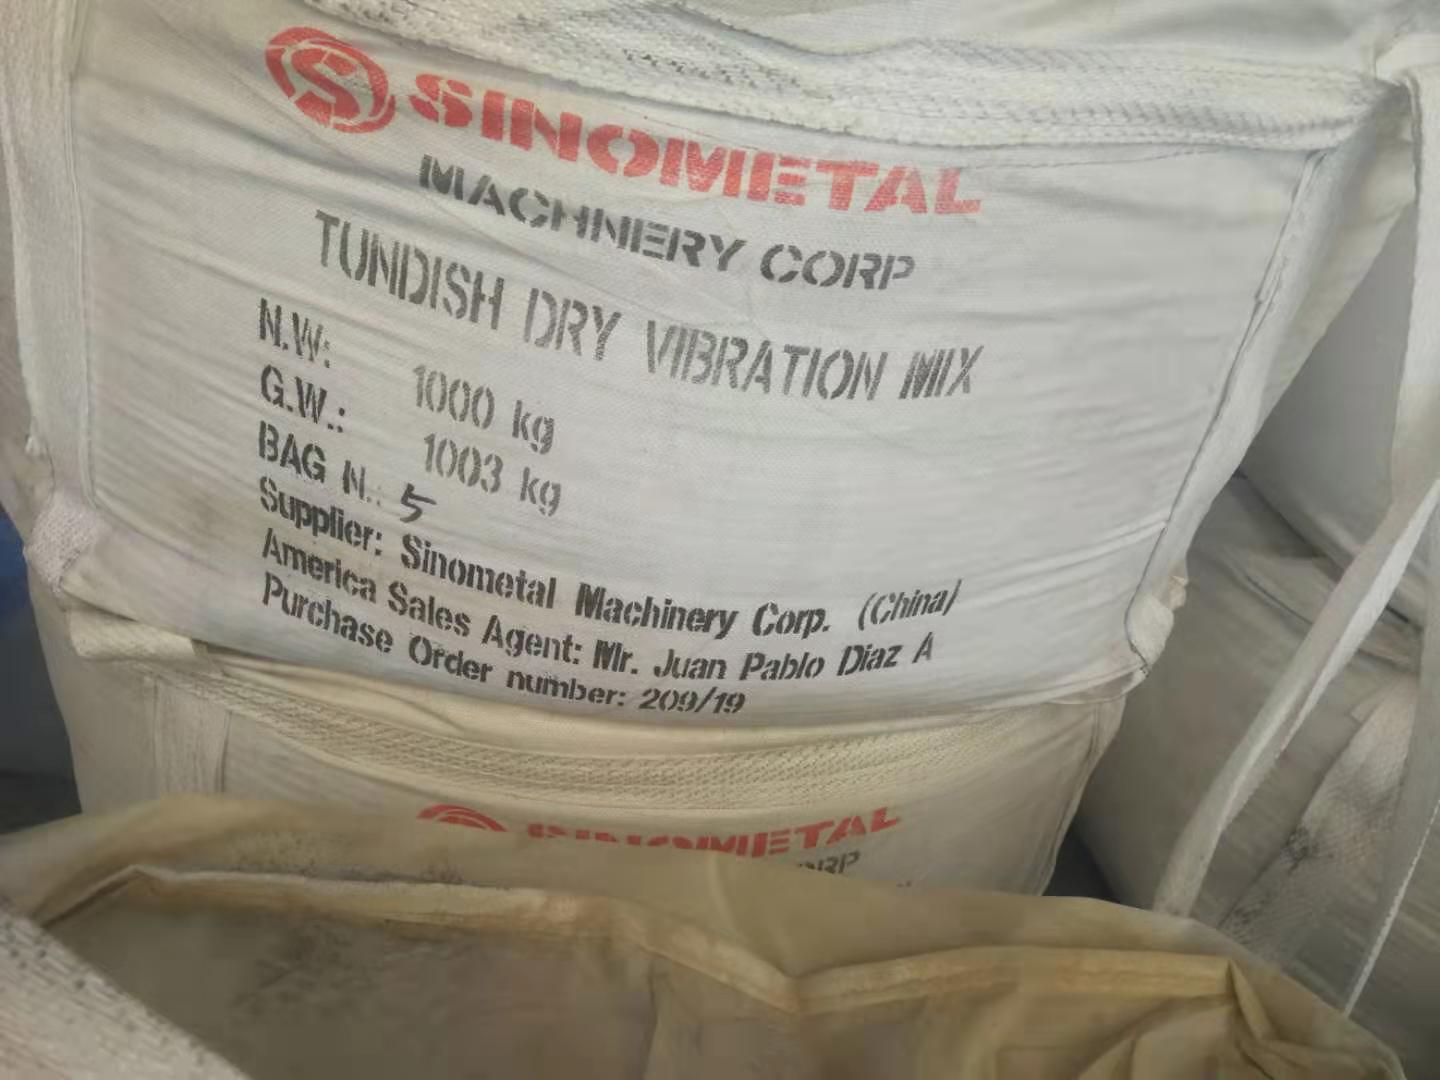 SINOMETAL
MACHINERY CORP
TUNDISH DRY VIBRATION MIX
N.W: 1000 kg
G.W.: 1003 kg
BAG N.: 5
Supplier: Sinometal Machinery Corp. (China)
America Sales Agent: Mr. Juan Pablo Diaz A
Purchase Order number: 209/19
SINOMETAL